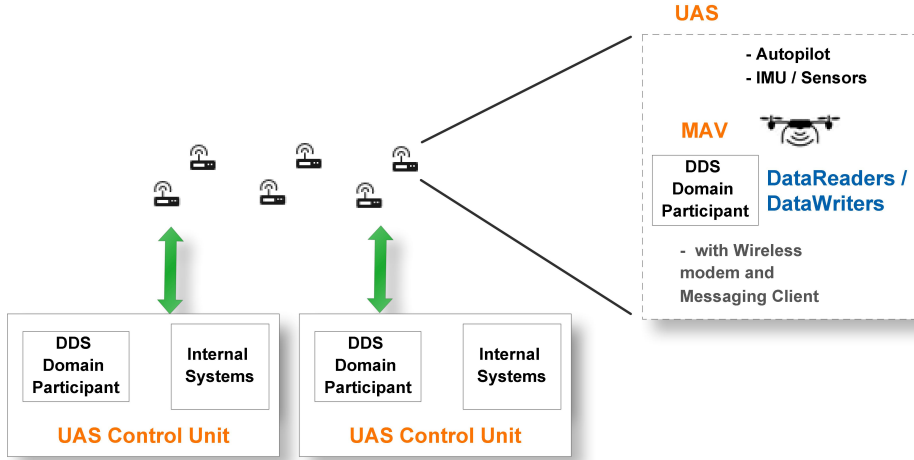 UAS
- Autopilot
- IMU / Sensors
MAV
DDS
Domain
Participant
DataReaders /
DataWriters
- with Wireless
modem and
Messaging Client
DDS
Domain
Participant
Internal
Systems
UAS Control Unit
DDS
Domain
Participant
Internal
Systems
UAS Control Unit